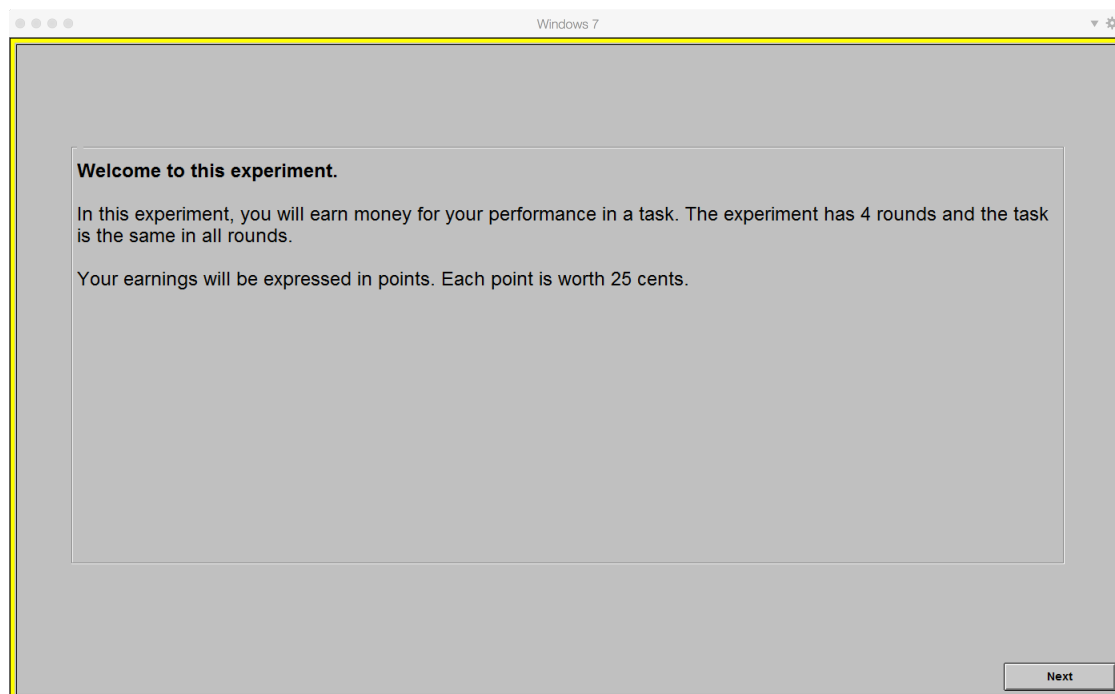 Windows 7
Welcome to this experiment.
In this experiment, you will earn money for your performance in a task. The experiment has 4 rounds and the task
is the same in all rounds.
Your earnings will be expressed in points. Each point is worth 25 cents.
Next